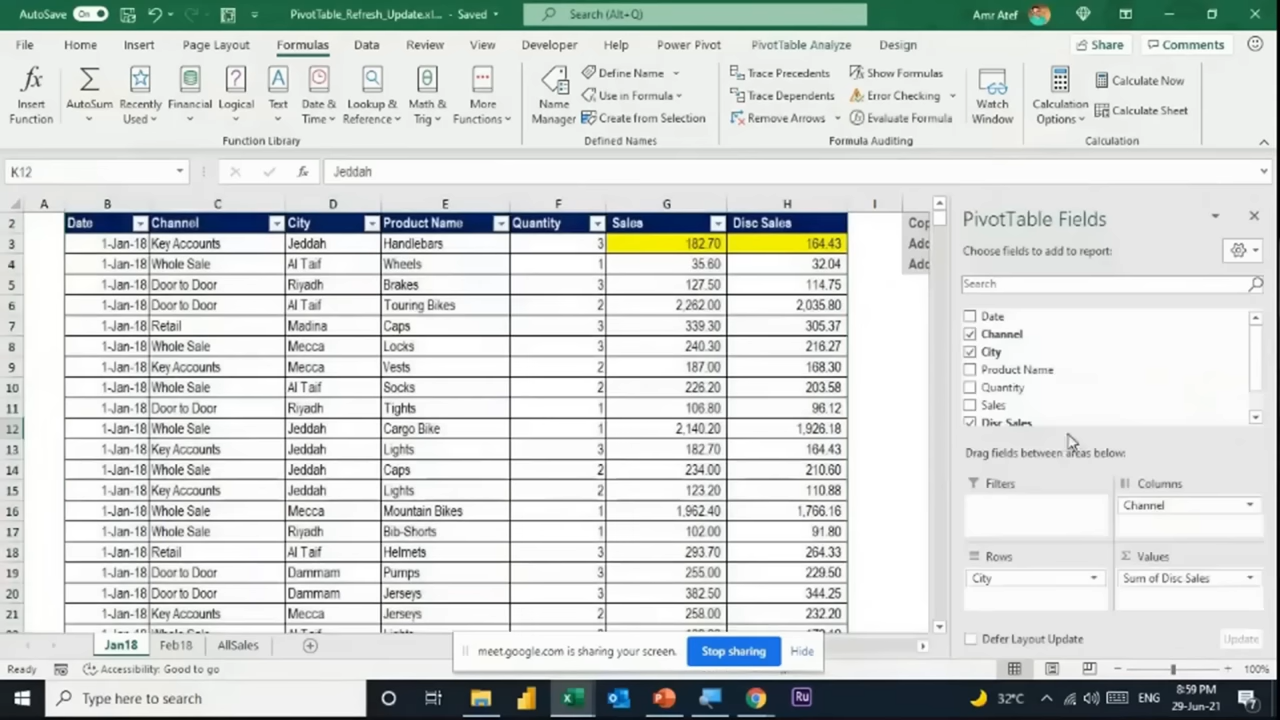 AutoSave On PivotTable_Refresh_Update.xl... - Saved Search (Alt+Q) Amr Atef
File Home Insert Page Layout Formulas Data Review View Developer Help Power Pivot PivotTable Analyze Design Share Comments
Insert Function AutoSum Recently Used Financial Logical Text Date & Time Lookup & Reference Math & Trig More Functions
Function Library
Name Manager
Define Name
Use in Formula
Create from Selection
Defined Names
Trace Precedents Show Formulas
Trace Dependents Error Checking
Remove Arrows Evaluate Formula
Formula Auditing
Watch Window
Calculation Options
Calculate Now
Calculate Sheet
Calculation
K12 fx Jeddah
A B C D E F G H I
2 Date Channel City Product Name Quantity Sales Disc Sales Cop
3 1-Jan-18 Key Accounts Jeddah Handlebars 3 182.70 164.43 Add
4 1-Jan-18 Whole Sale Al Taif Wheels 1 35.60 32.04 Add
5 1-Jan-18 Door to Door Riyadh Brakes 3 127.50 114.75
6 1-Jan-18 Door to Door Al Taif Touring Bikes 3 2,262.00 2,035.80
7 1-Jan-18 Retail Madina Caps 3 339.30 305.37
8 1-Jan-18 Whole Sale Mecca Locks 3 240.30 216.27
9 1-Jan-18 Key Accounts Mecca Vests 2 187.00 168.30
10 1-Jan-18 Whole Sale Al Taif Socks 2 226.20 203.58
11 1-Jan-18 Door to Door Riyadh Tights 1 106.80 96.12
12 1-Jan-18 Whole Sale Jeddah Cargo Bike 1 2,140.20 1,926.18
13 1-Jan-18 Key Accounts Jeddah Lights 3 182.70 164.43
14 1-Jan-18 Whole Sale Jeddah Caps 2 234.00 210.60
15 1-Jan-18 Key Accounts Jeddah Lights 2 123.20 110.88
16 1-Jan-18 Whole Sale Mecca Mountain Bikes 1 1,962.40 1,766.16
17 1-Jan-18 Whole Sale Riyadh Bib-Shorts 1 102.00 91.80
18 1-Jan-18 Retail Al Taif Helmets 3 293.70 264.33
19 1-Jan-18 Door to Door Dammam Pumps 3 255.00 229.50
20 1-Jan-18 Door to Door Dammam Jerseys 3 382.50 344.25
21 1-Jan-18 Key Accounts Mecca Jerseys 2 258.00 232.20
PivotTable Fields
Choose fields to add to report:
Search
Date
Channel
City
Product Name
Quantity
Sales
Disc Sales
Drag fields between areas below:
Filters Columns
Channel
Rows Σ Values
City Sum of Disc Sales
Defer Layout Update Update
Jan18 Feb18 AllSales
meet.google.com is sharing your screen. Stop sharing Hide
Ready Accessibility: Good to go 100%
Type here to search
Ru
32°C ENG
8:59 PM
29-Jun-21
7